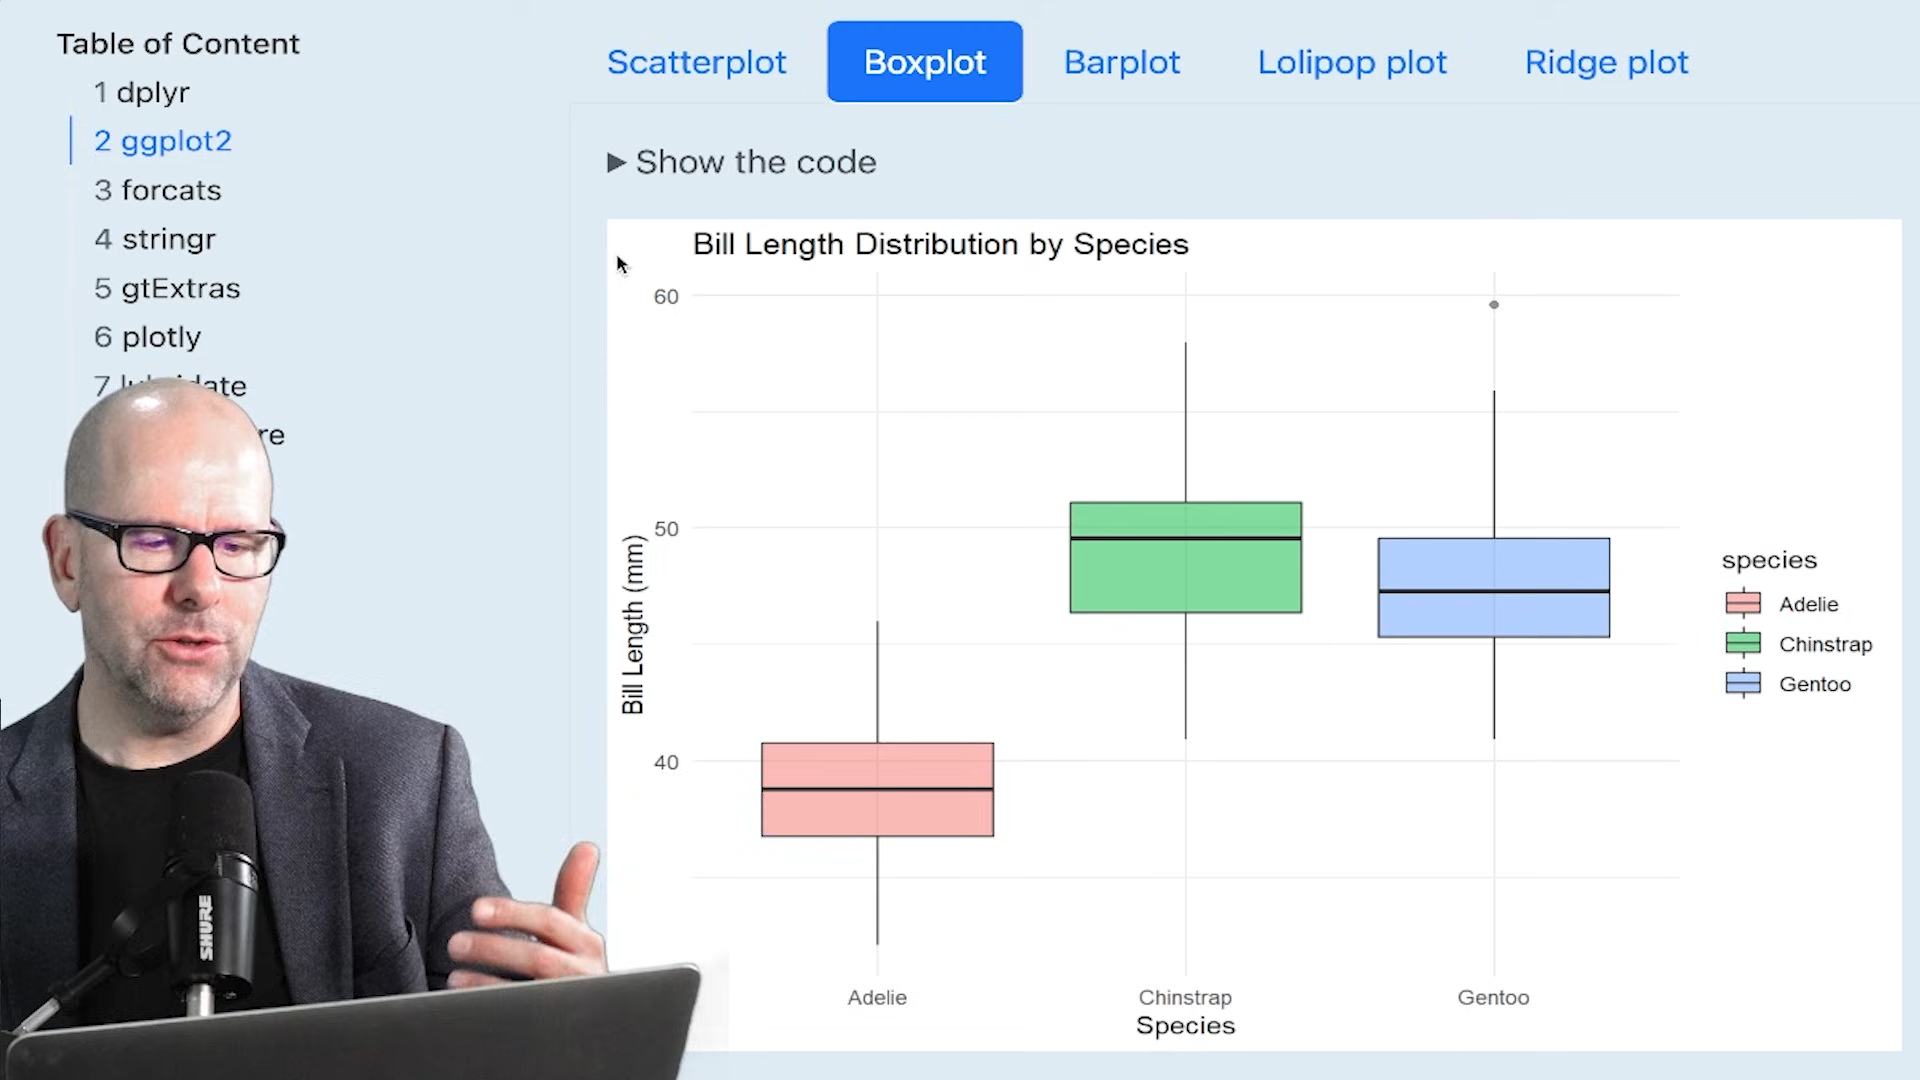 Table of Content
1 dplyr
2 ggplot2
3 forcats
4 stringr
5 gtExtras
6 plotly
7
Scatterplot
Boxplot
Barplot
Lolipop plot
Ridge plot
Show the code
Bill Length Distribution by Species
60
50
40
Bill Length (mm)
Adelie
Chinstrap
Gentoo
Species
species
Adelie
Chinstrap
Gentoo
SHURE